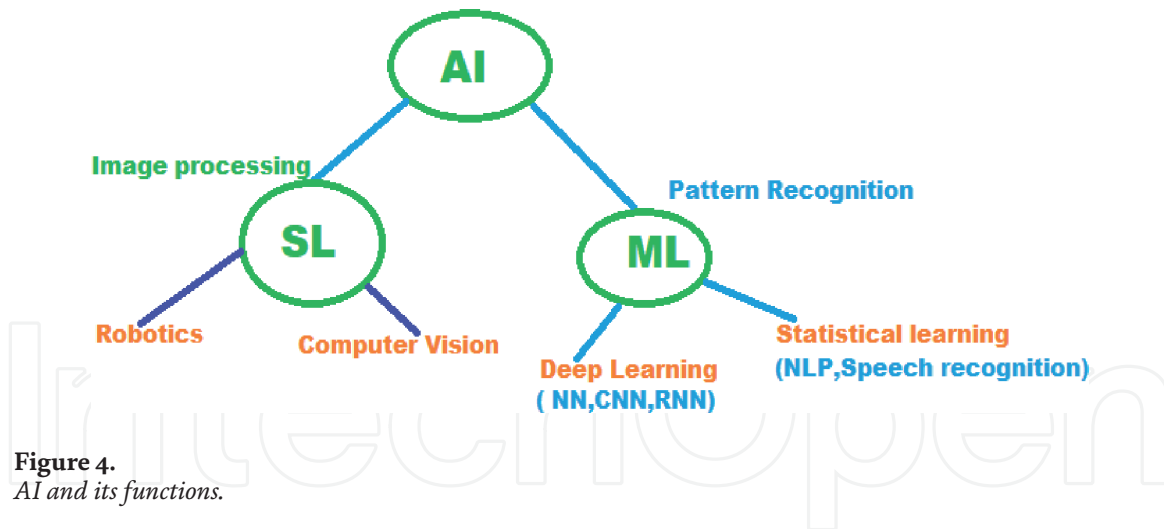 AI
Image processing
Pattern Recognition
SL
ML
Robotics
Computer Vision
Statistical learning
(NLP,Speech recognition)
Deep Learning
( NN,CNN,RNN)
IntechOpen
Figure 4.
AI and its functions.